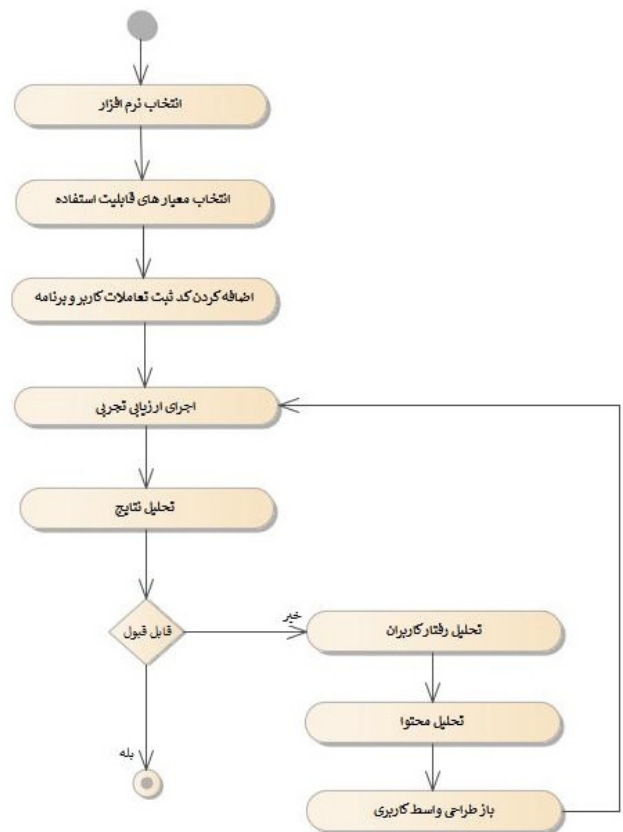 انتخاب نرم افزار
انتخاب معیار های قابلیت استفاده
اضافه کردن کد ثبت تعاملات کاربر و برنامه
اجرای ارزیابی تجربی
تحلیل نتایج
قابل قبول
خیر
تحلیل رفتار کاربران
تحلیل محتوا
باز طراحی واسط کاربری
بله